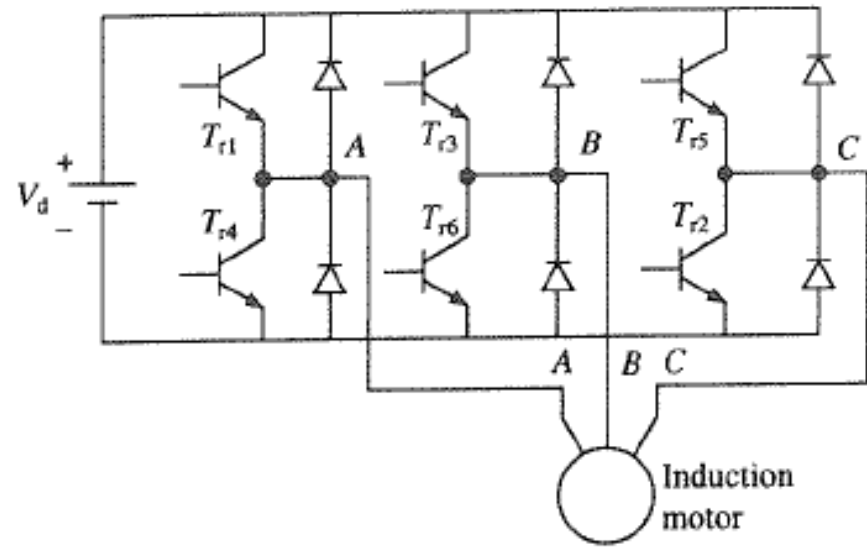 T_r1
A
T_r3
B
T_r5
C
+
V_d
−
T_r4
T_r6
T_r2
A
B
C
Induction
motor